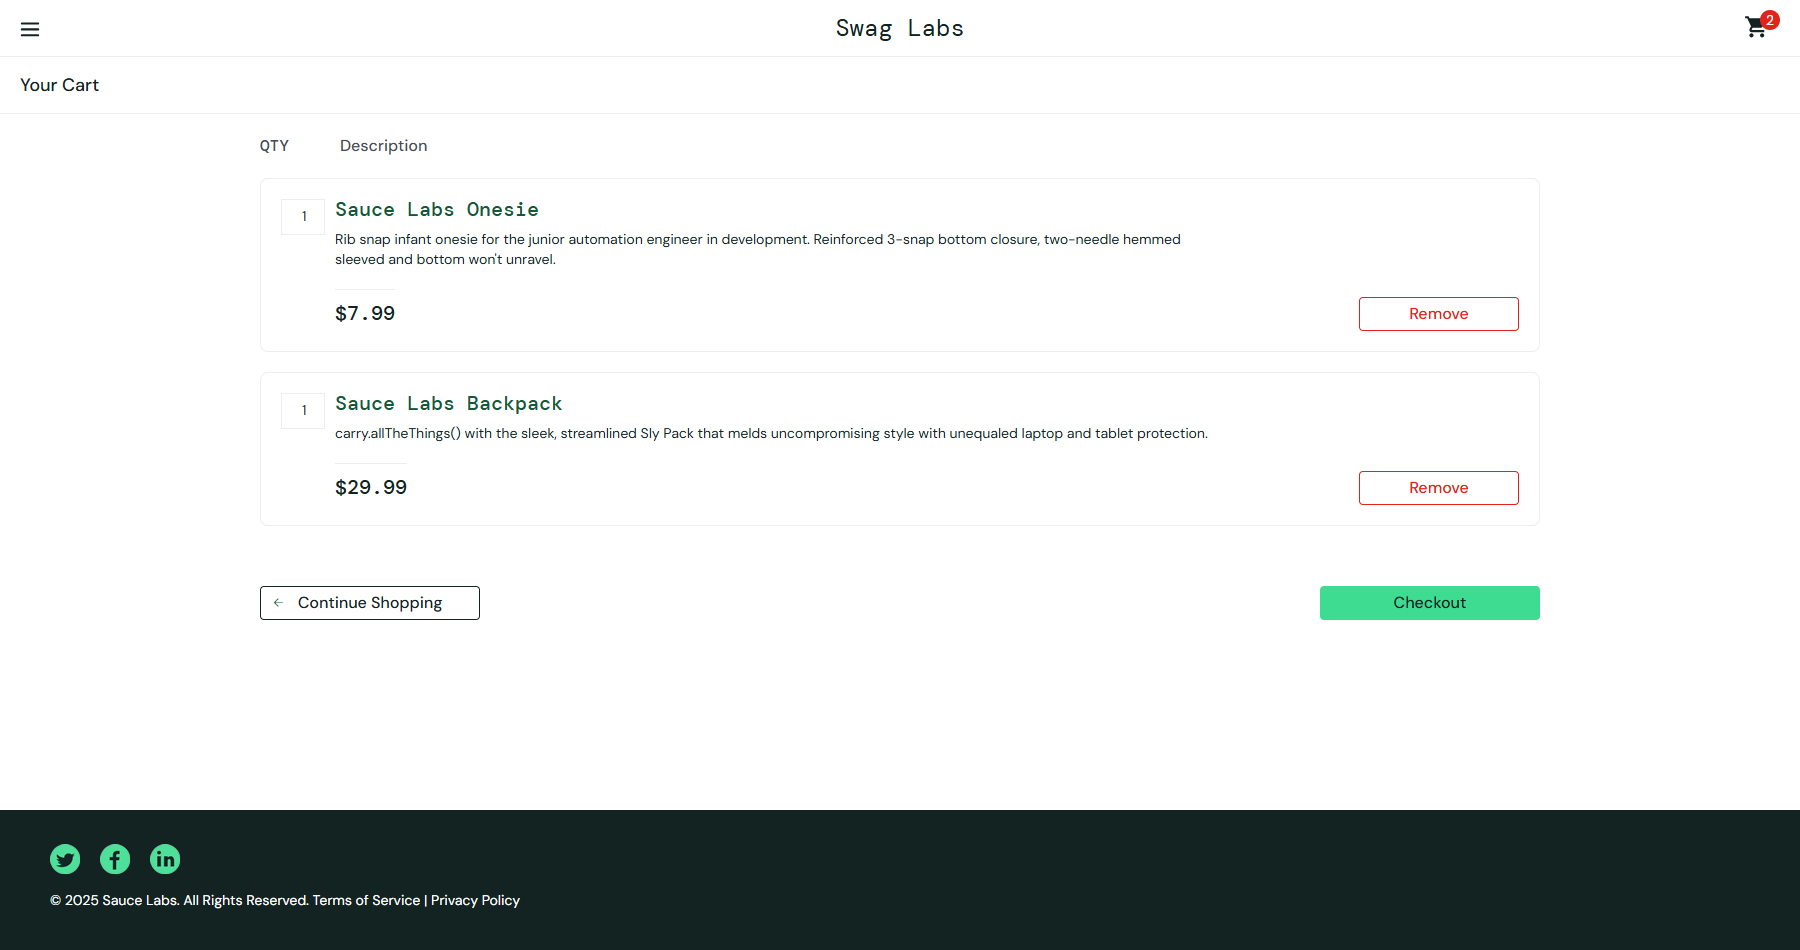 Swag Labs
2
Your Cart
QTY Description
1
Sauce Labs Onesie
Rib snap infant onesie for the junior automation engineer in development. Reinforced 3-snap bottom closure, two-needle hemmed
sleeved and bottom won't unravel.
$7.99
Remove
1
Sauce Labs Backpack
carry.allTheThings() with the sleek, streamlined Sly Pack that melds uncompromising style with unequaled laptop and tablet protection.
$29.99
Remove
Continue Shopping
Checkout
© 2025 Sauce Labs. All Rights Reserved. Terms of Service | Privacy Policy